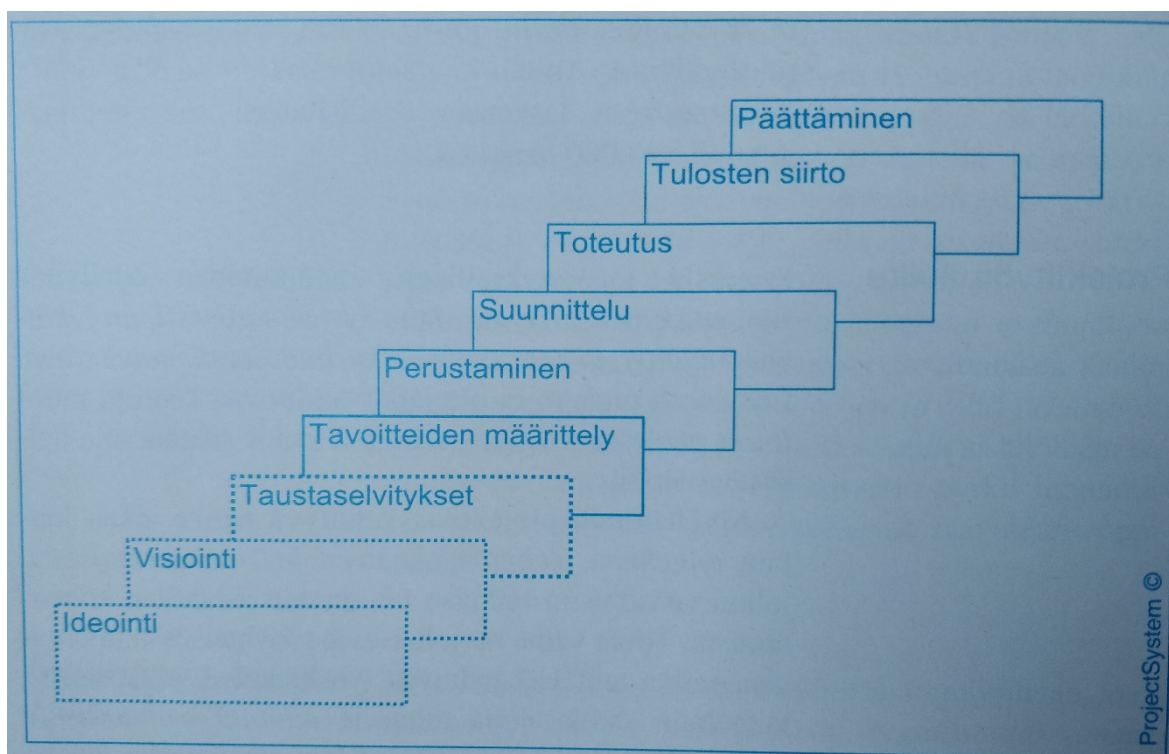 Päättäminen
Tulosten siirto
Toteutus
Suunnittelu
Perustaminen
Tavoitteiden määrittely
Taustaselvitykset
Visiointi
Ideointi
ProjectSystem ©